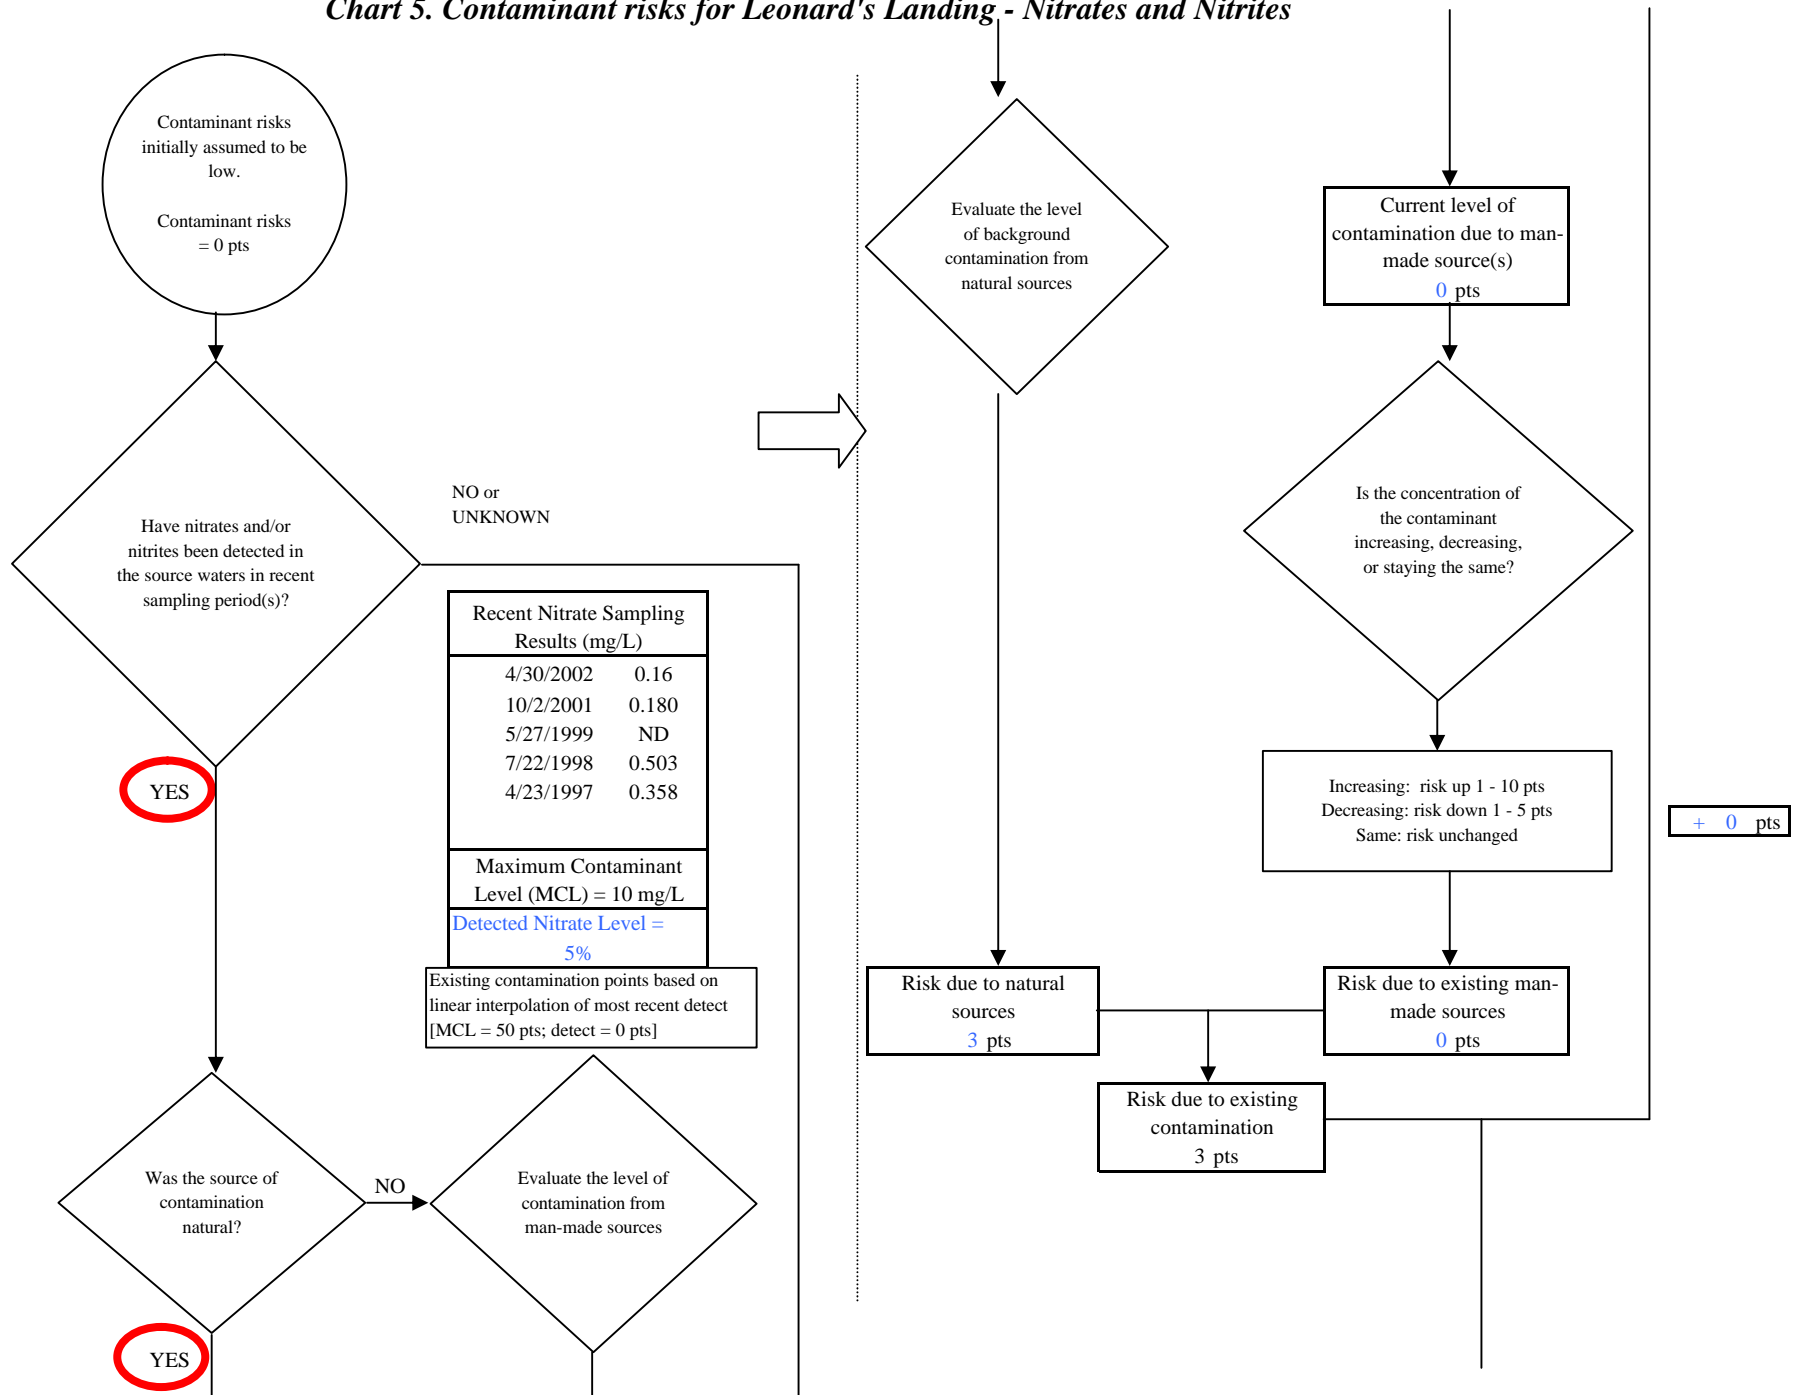 Chart 5. Contaminant risks for Leonard's Landing - Nitrates and Nitrites
Contaminant risks
initially assumed to be
low.
Contaminant risks
= 0 pts
Have nitrates and/or
nitrites been detected in
the source waters in recent
sampling period(s)?
NO or
UNKNOWN
YES
Recent Nitrate Sampling
Results (mg/L)
4/30/2002 0.16
10/2/2001 0.180
5/27/1999 ND
7/22/1998 0.503
4/23/1997 0.358
Maximum Contaminant
Level (MCL) = 10 mg/L
Detected Nitrate Level =
5%
Existing contamination points based on
linear interpolation of most recent detect
[MCL = 50 pts; detect = 0 pts]
Was the source of
contamination
natural?
NO
Evaluate the level of
contamination from
man-made sources
YES
Evaluate the level
of background
contamination from
natural sources
Risk due to natural
sources
3 pts
Current level of
contamination due to man-
made source(s)
0 pts
Is the concentration of
the contaminant
increasing, decreasing,
or staying the same?
Increasing: risk up 1 - 10 pts
Decreasing: risk down 1 - 5 pts
Same: risk unchanged
+ 0 pts
Risk due to existing man-
made sources
0 pts
Risk due to existing
contamination
3 pts